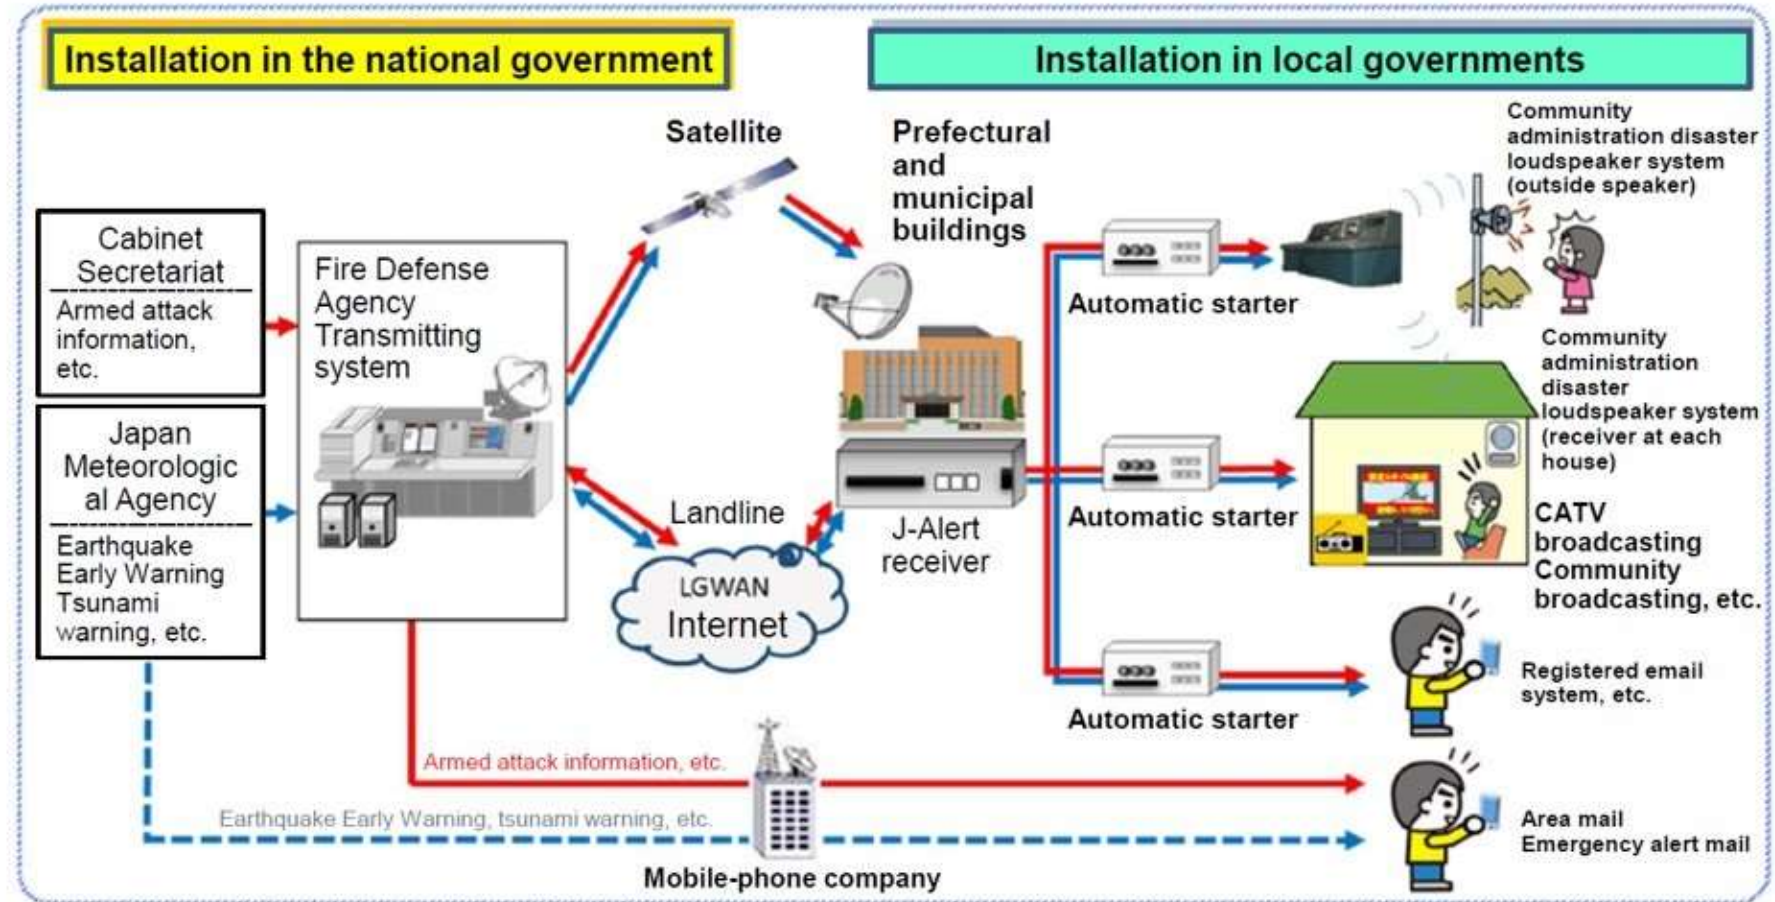 Installation in the national government
Installation in local governments
Satellite
Prefectural
and
municipal
buildings
Community
administration disaster
loudspeaker system
(outside speaker)
Cabinet
Secretariat
Armed attack
information,
etc.
Fire Defense
Agency
Transmitting
system
Automatic starter
Community
administration
disaster
loudspeaker system
(receiver at each
house)
Japan
Meteorologic
al Agency
Earthquake
Early Warning
Tsunami
warning, etc.
Landline
LGWAN
Internet
J-Alert
receiver
Automatic starter
CATV
broadcasting
Community
broadcasting, etc.
Automatic starter
Registered email
system, etc.
Armed attack information, etc.
Earthquake Early Warning, tsunami warning, etc.
Mobile-phone company
Area mail
Emergency alert mail